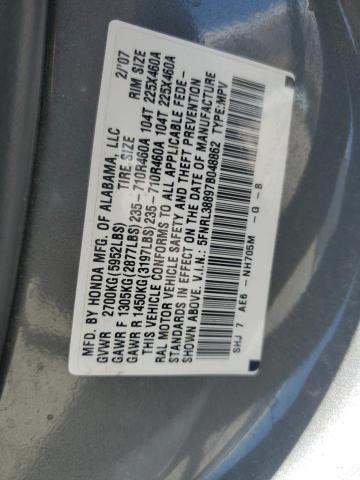 MFD. BY HONDA MFG. OF ALABAMA, LLC 2/'07
GVWR 2700KG(5952LBS) TIRE SIZE RIM SIZE
GAWR F 1305KG(2877LBS) 235-710R460A 104T 225X460A
GAWR R 1450KG(3197LBS) 235-710R460A 104T 225X460A
THIS VEHICLE CONFORMS TO ALL APPLICABLE FEDE-
RAL MOTOR VEHICLE SAFETY AND THEFT PREVENTION
STANDARDS IN EFFECT ON THE DATE OF MANUFACTURE
SHOWN ABOVE. V.I.N.: 5FNRL38897B048862 TYPE:MPV
SHJ 7 AE6 -NH705M -G -8